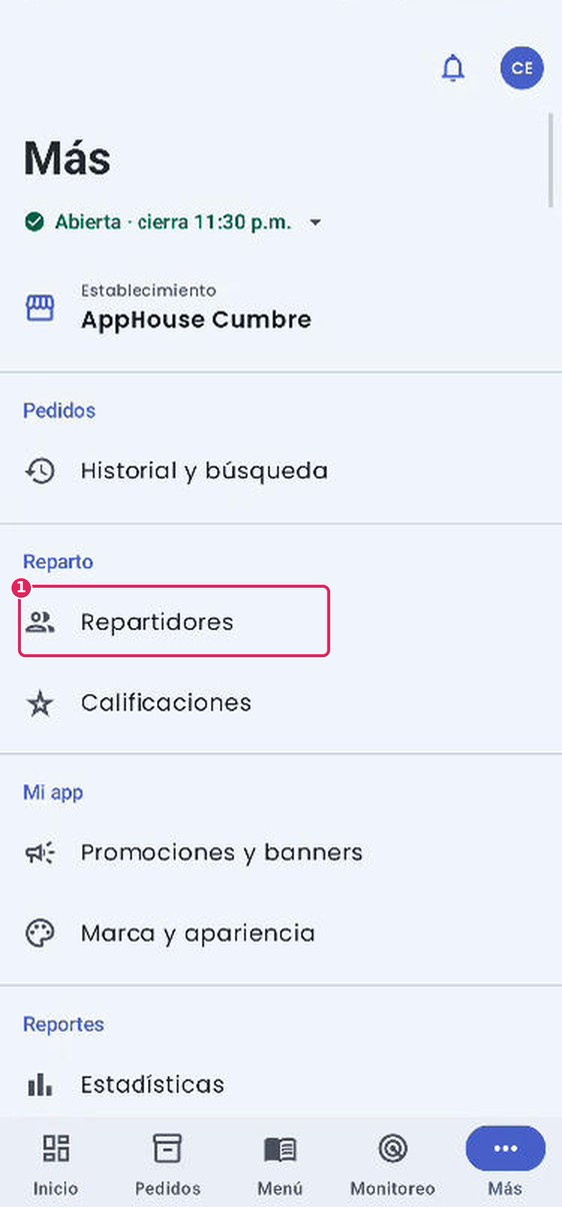 CE
Más
Abierta · cierra 11:30 p.m.
Establecimiento
AppHouse Cumbre
Pedidos
Historial y búsqueda
Reparto
1
Repartidores
Calificaciones
Mi app
Promociones y banners
Marca y apariencia
Reportes
Estadísticas
Inicio
Pedidos
Menú
Monitoreo
Más